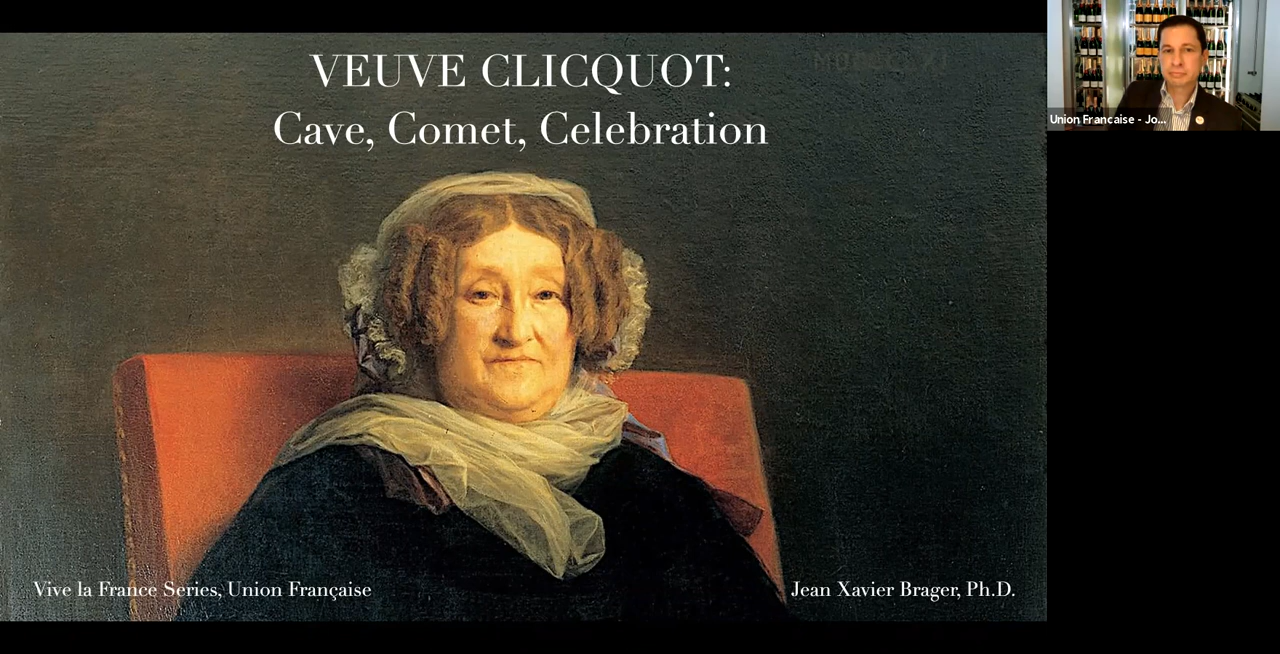 VEUVE CLICQUOT:
Cave, Comet, Celebration
Vive la France Series, Union Française
Jean Xavier Brager, Ph.D.
Union Francaise - Jo...